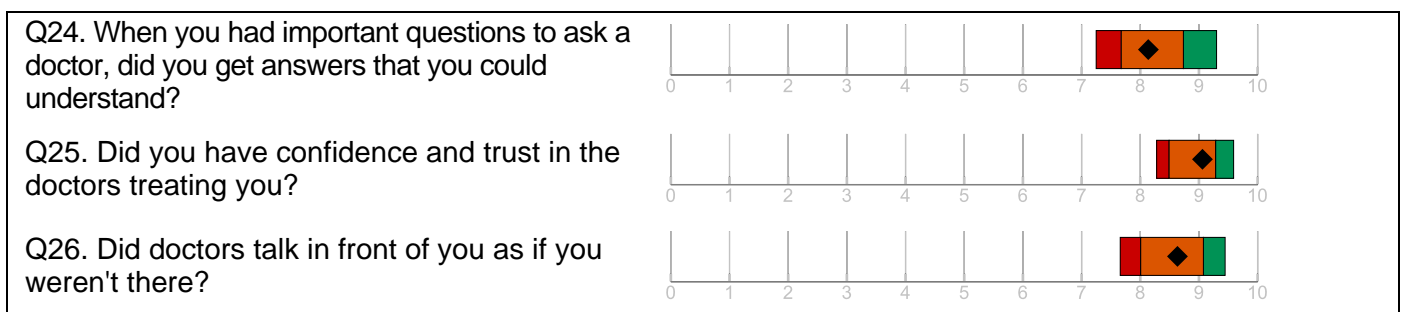 Q24. When you had important questions to ask a
doctor, did you get answers that you could
understand?
0 1 2 3 4 5 6 7 8 9 10
Q25. Did you have confidence and trust in the
doctors treating you?
0 1 2 3 4 5 6 7 8 9 10
Q26. Did doctors talk in front of you as if you
weren't there?
0 1 2 3 4 5 6 7 8 9 10